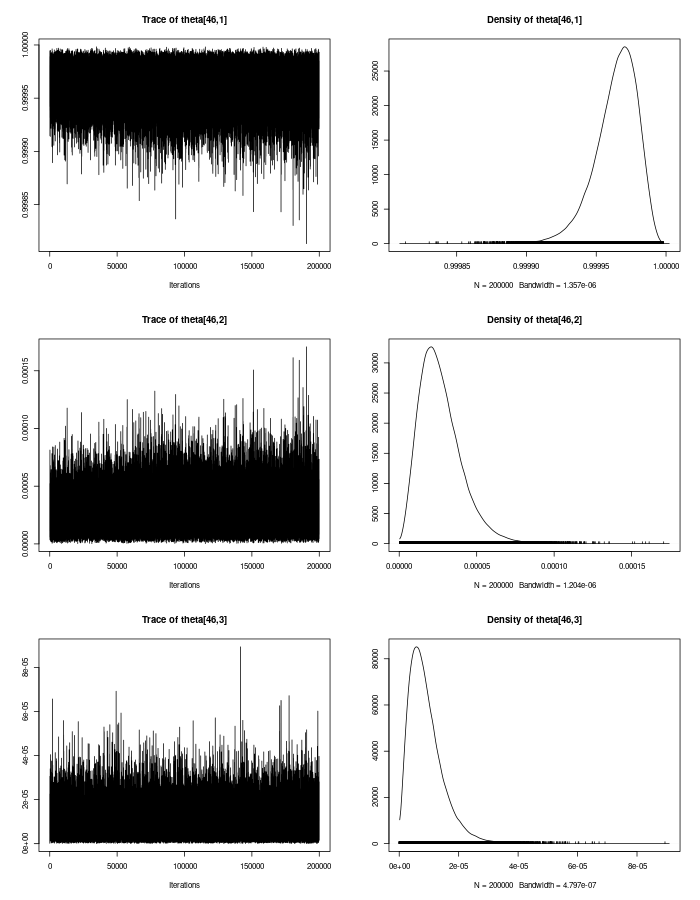 Trace of theta[46,1]
1.00000
0.99995
0.99990
0.99985
0 50000 100000 150000 200000
Iterations
Density of theta[46,1]
25000
20000
15000
10000
5000
0
0.99985 0.99990 0.99995 1.00000
N = 200000 Bandwidth = 1.357e-06
Trace of theta[46,2]
0.00015
0.00010
0.00005
0.00000
0 50000 100000 150000 200000
Iterations
Density of theta[46,2]
30000
25000
20000
15000
10000
5000
0
0.00000 0.00005 0.00010 0.00015
N = 200000 Bandwidth = 1.204e-06
Trace of theta[46,3]
8e-05
6e-05
4e-05
2e-05
0e+00
0 50000 100000 150000 200000
Iterations
Density of theta[46,3]
80000
60000
40000
20000
0
0e+00 2e-05 4e-05 6e-05 8e-05
N = 200000 Bandwidth = 4.797e-07